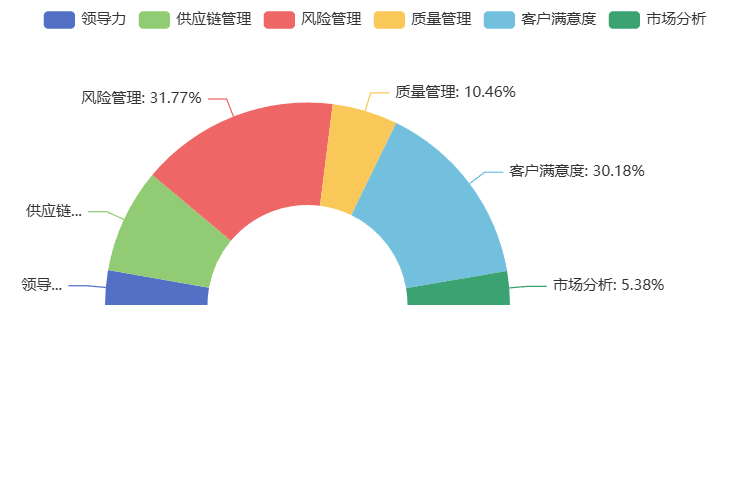 领导力 供应链管理 风险管理 质量管理 客户满意度 市场分析
质量管理: 10.46%
风险管理: 31.77%
客户满意度: 30.18%
供应链...
领导...
市场分析: 5.38%